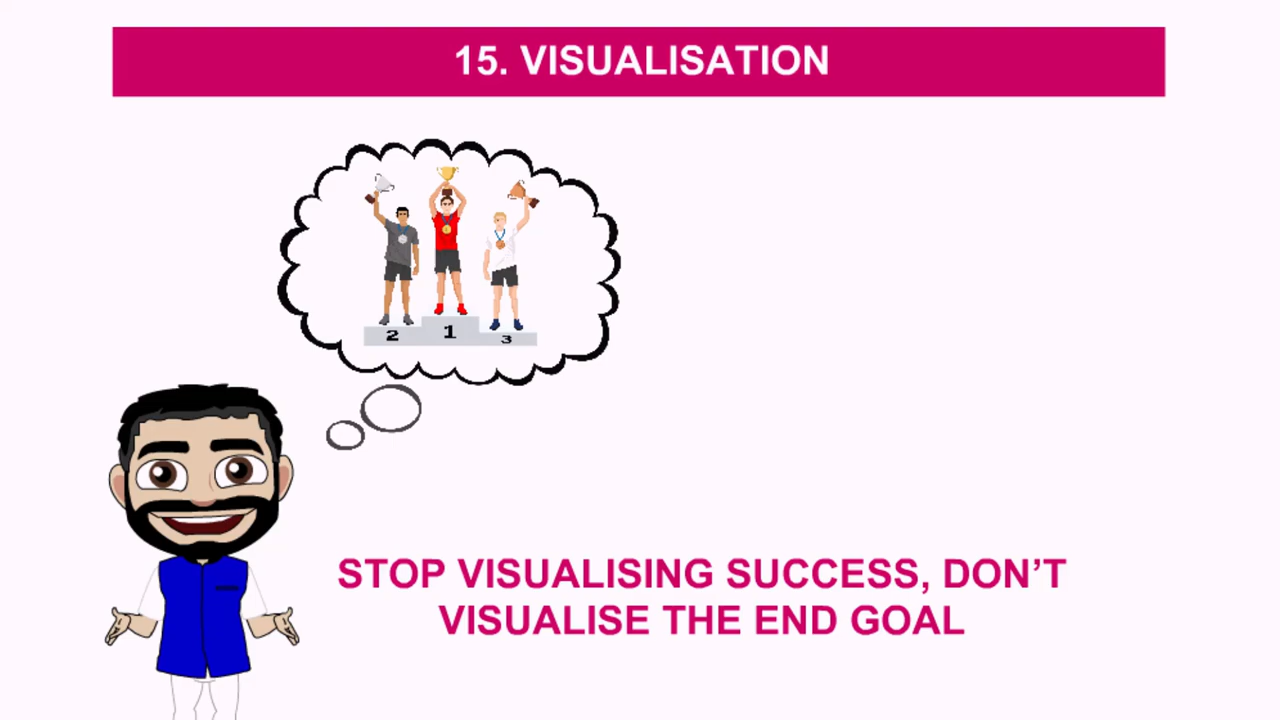 15. VISUALISATION
2 1 3
STOP VISUALISING SUCCESS, DON’T
VISUALISE THE END GOAL